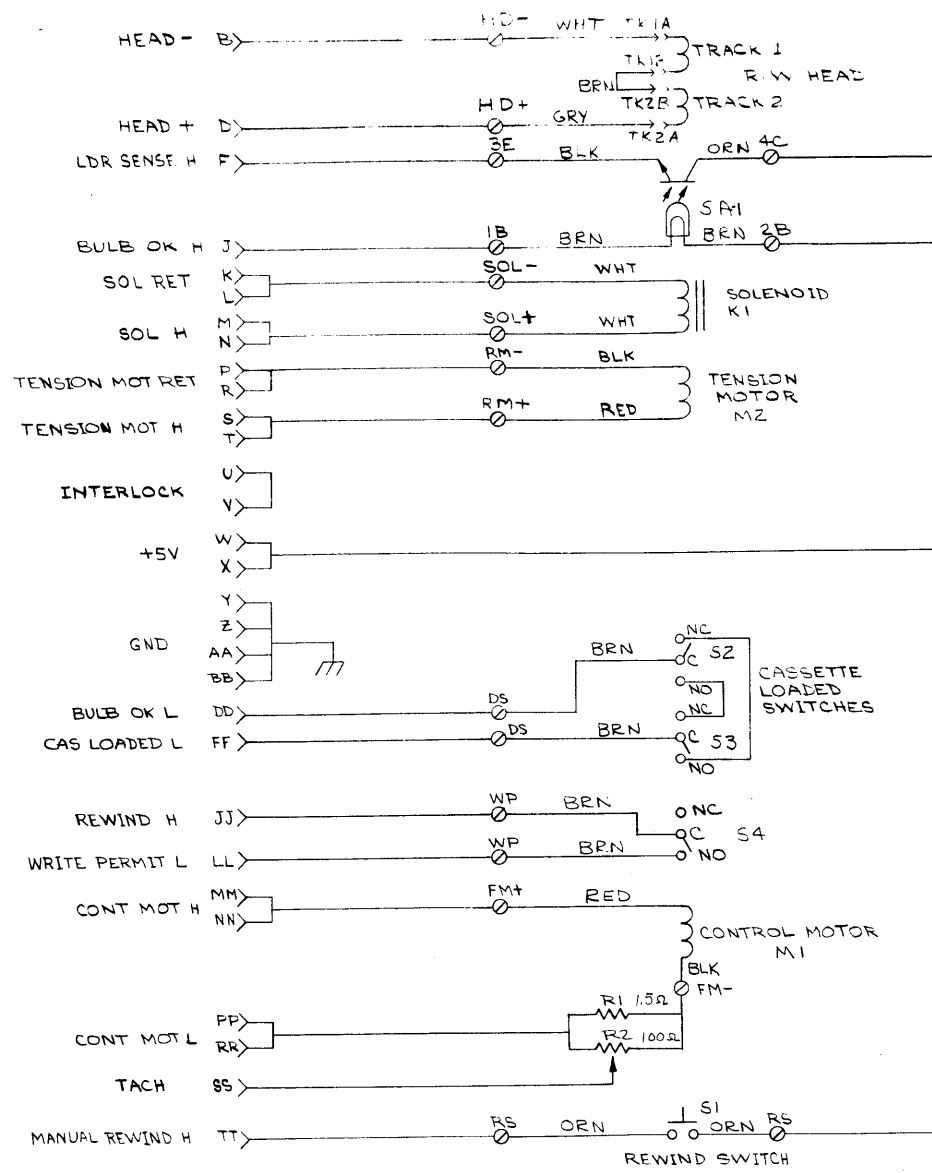 HEAD- B HD- WHT TK1A
TRACK 1
R/W HEAD
BRN TK2B TRACK 2
HEAD + D HD+ GRY TK2A
LDR SENSE H F 3E BLK ORN 4C
SA1
BULB OK H J 1B BRN BRN 2B
SOL RET K L SOL- WHT
SOLENOID K1
SOL H M N SOL+ WHT
TENSION MOT RET P R RM- BLK
TENSION MOTOR M2
TENSION MOT H S T RM+ RED
INTERLOCK U V
+5V W X
GND Y Z AA BB
NC
C S2
NO
NC
C S3
NO
CASSETTE LOADED SWITCHES
BULB OK L DD DS BRN
CAS LOADED L FF DS BRN
REWIND H JJ WP BRN
NC
C S4
NO
WRITE PERMIT L LL WP BRN
CONT MOT H MM NN FM+ RED
CONTROL MOTOR M1
BLK
FM-
R1 1.5Ω
CONT MOT L PP RR R2 100Ω
TACH SS
MANUAL REWIND H TT RS ORN S1 ORN RS
REWIND SWITCH